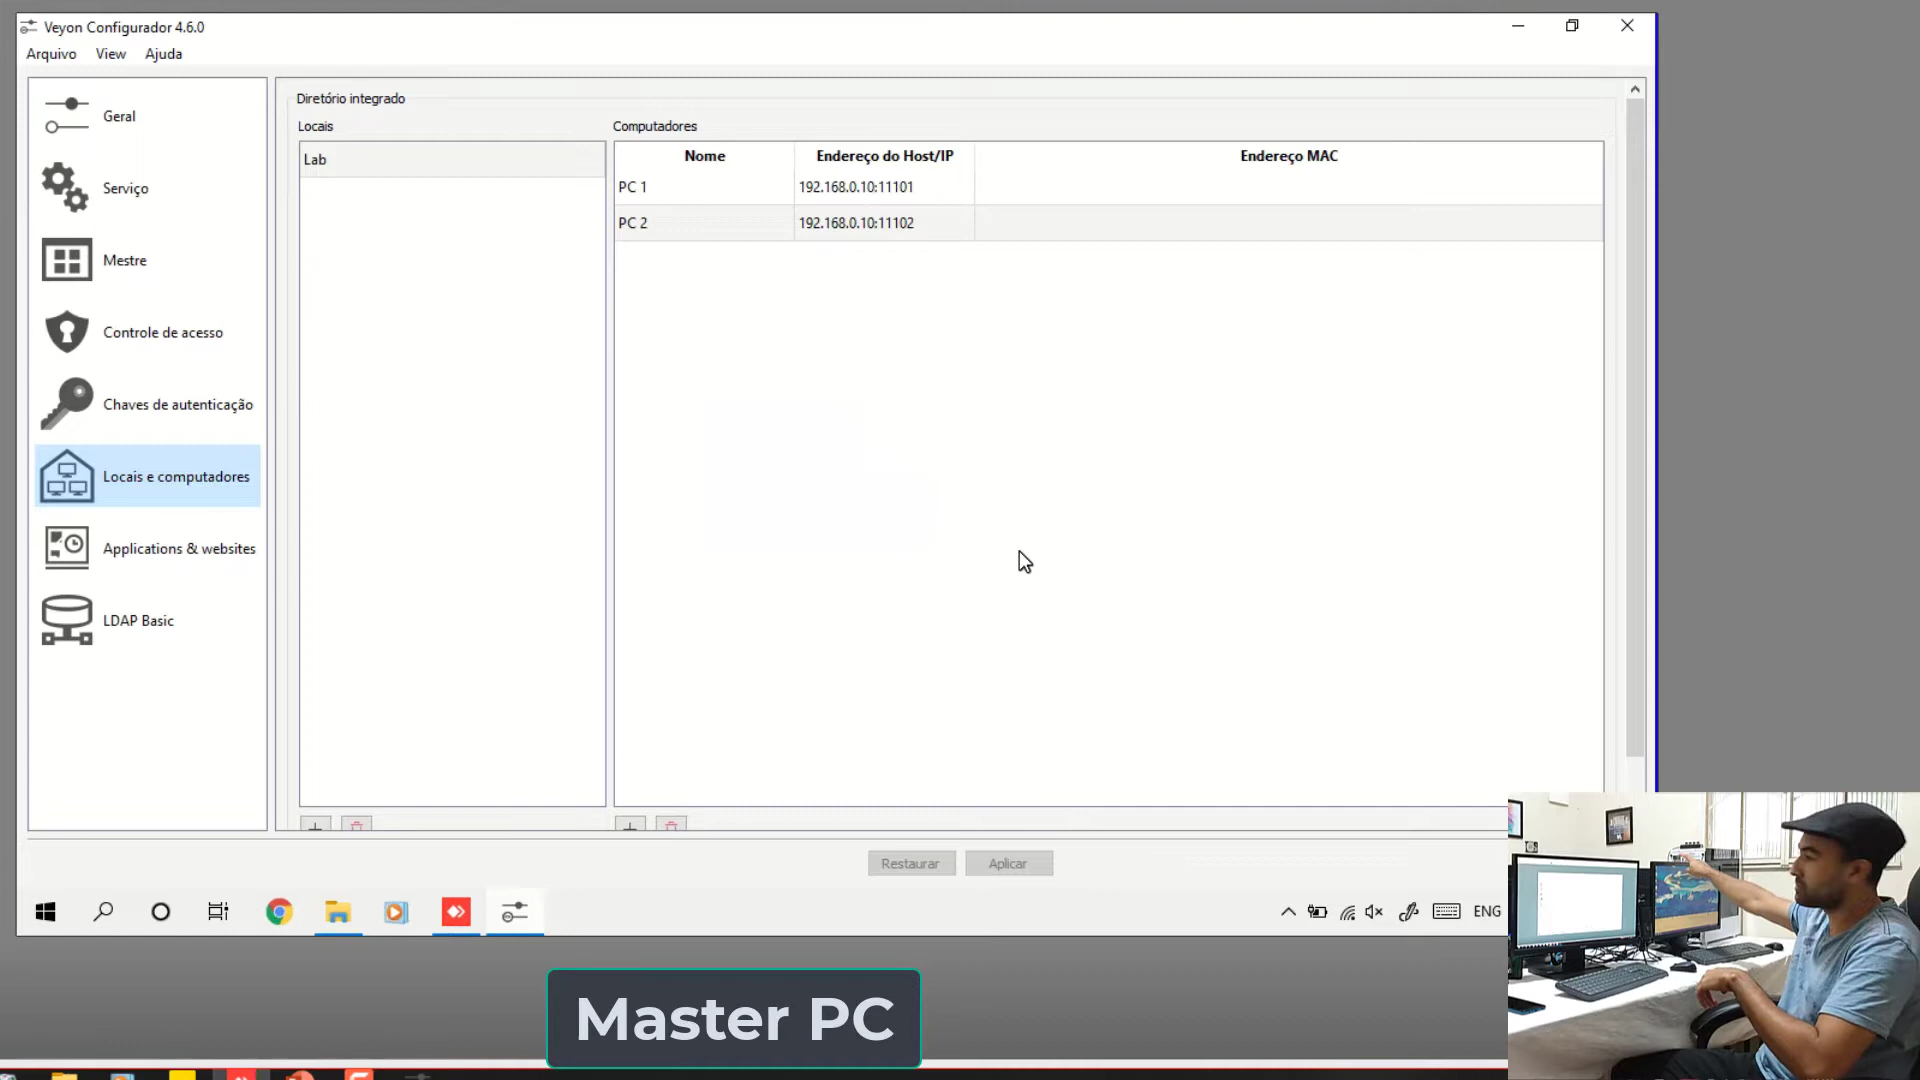 Veyon Configurador 4.6.0
Arquivo View Ajuda
Geral
Serviço
Mestre
Controle de acesso
Chaves de autenticação
Locais e computadores
Applications & websites
LDAP Basic
Diretório integrado
Locais
Lab
Computadores
Nome Endereço do Host/IP Endereço MAC
PC 1 192.168.0.10:11101
PC 2 192.168.0.10:11102
Restaurar Aplicar
ENG
Master PC